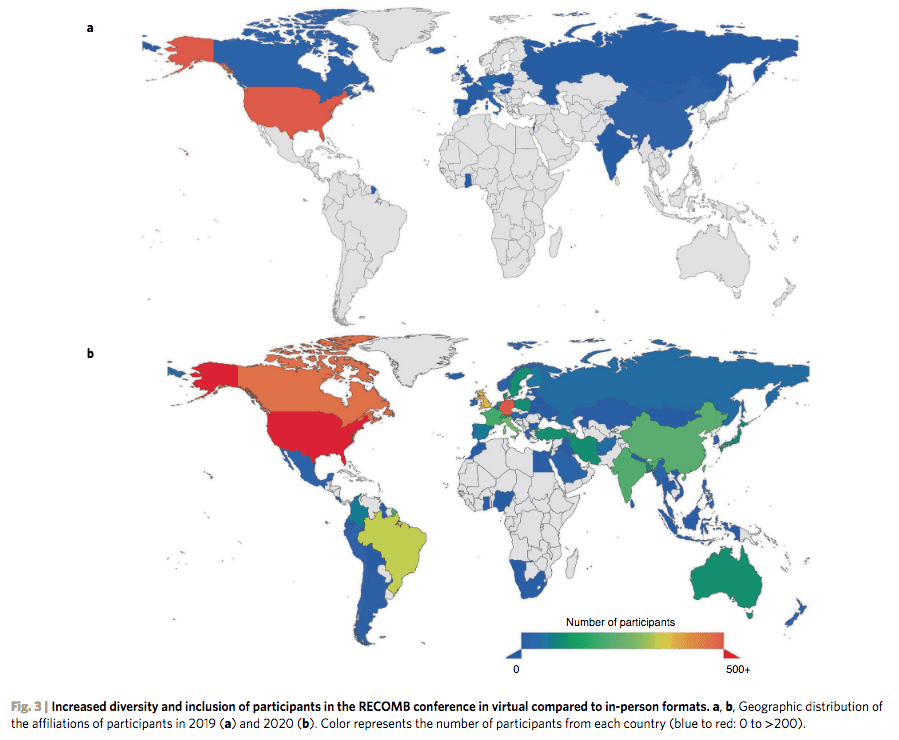 a
b
Number of participants
0
500+
Fig. 3 | Increased diversity and inclusion of participants in the RECOMB conference in virtual compared to in-person formats. a, b, Geographic distribution of
the affiliations of participants in 2019 (a) and 2020 (b). Color represents the number of participants from each country (blue to red: 0 to >200).